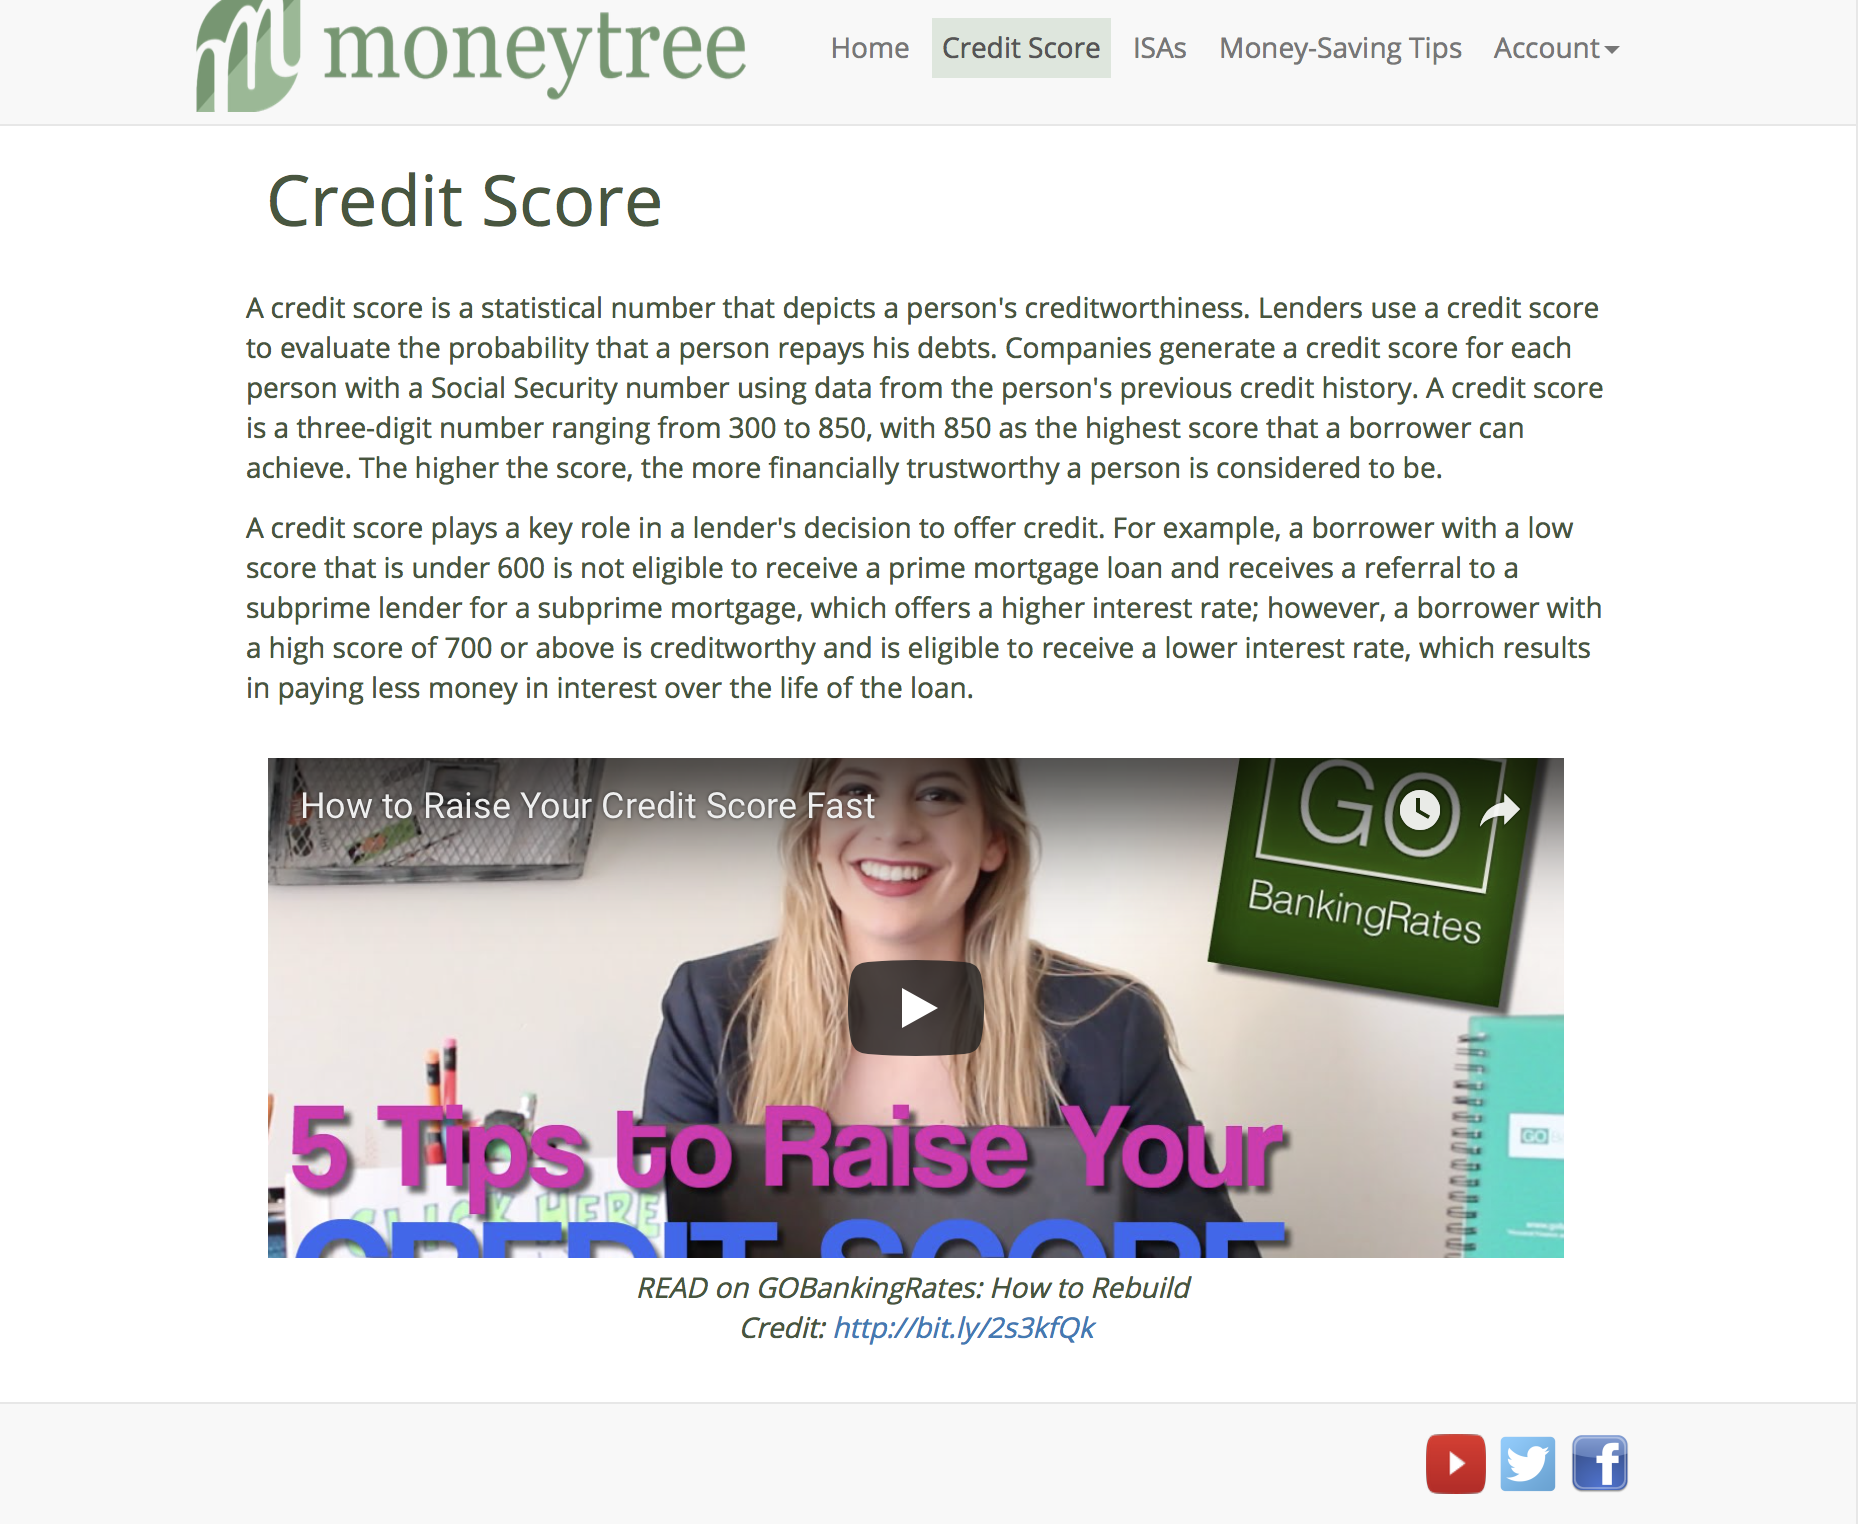 moneytree
Home Credit Score ISAs Money-Saving Tips Account
Credit Score
A credit score is a statistical number that depicts a person's creditworthiness. Lenders use a credit score
to evaluate the probability that a person repays his debts. Companies generate a credit score for each
person with a Social Security number using data from the person's previous credit history. A credit score
is a three-digit number ranging from 300 to 850, with 850 as the highest score that a borrower can
achieve. The higher the score, the more financially trustworthy a person is considered to be.
A credit score plays a key role in a lender's decision to offer credit. For example, a borrower with a low
score that is under 600 is not eligible to receive a prime mortgage loan and receives a referral to a
subprime lender for a subprime mortgage, which offers a higher interest rate; however, a borrower with
a high score of 700 or above is creditworthy and is eligible to receive a lower interest rate, which results
in paying less money in interest over the life of the loan.
How to Raise Your Credit Score Fast
GO
BankingRates
5 Tips to Raise Your
CREDIT SCORE
CLICK HERE
GO
READ on GOBankingRates: How to Rebuild
Credit: http://bit.ly/2s3kfQk